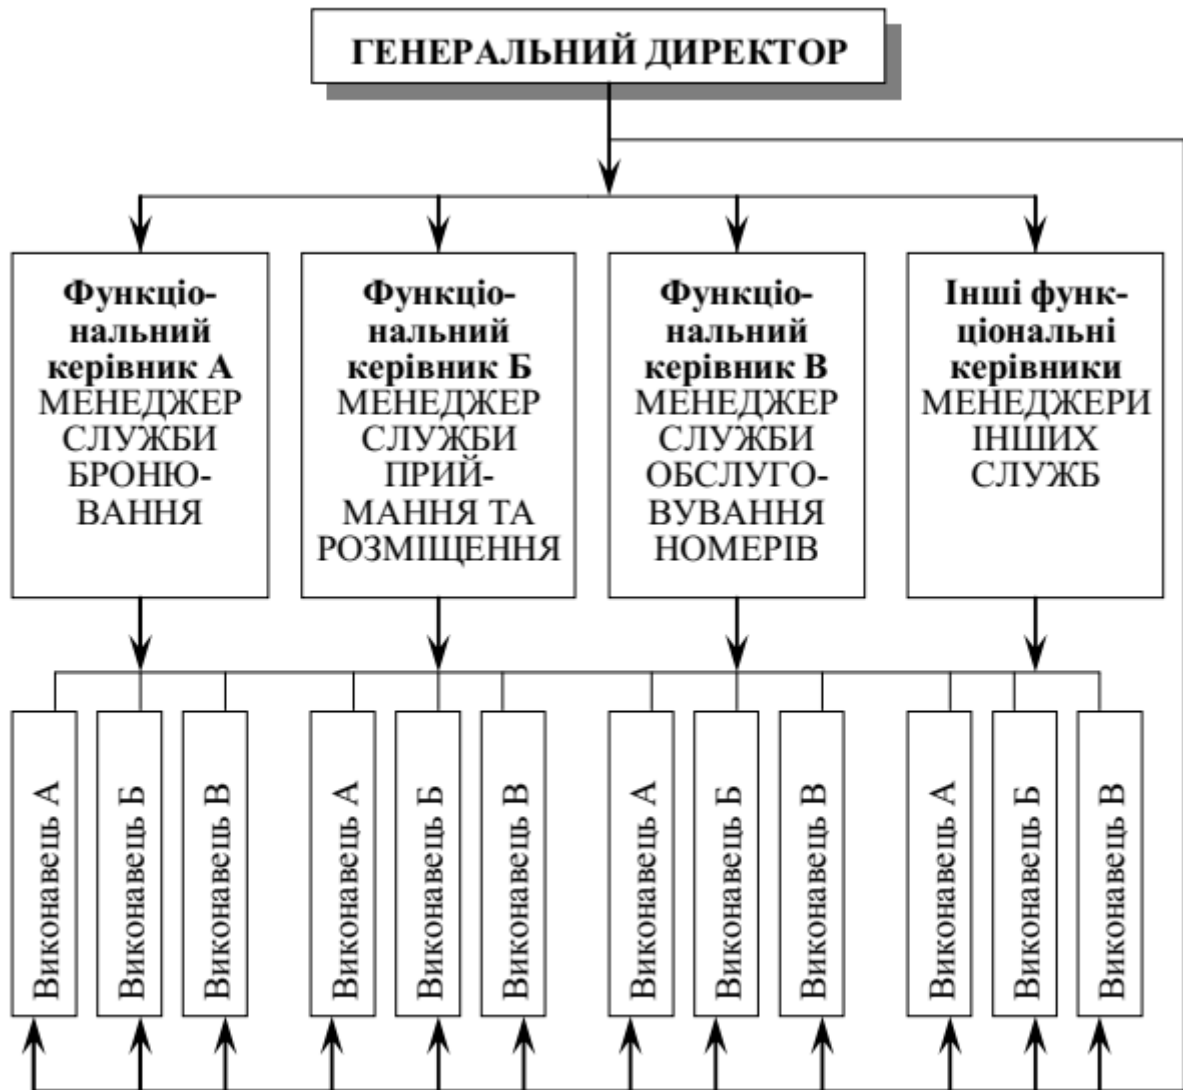 ГЕНЕРАЛЬНИЙ ДИРЕКТОР
Функціо-
нальний
керівник А
МЕНЕДЖЕР
СЛУЖБИ
БРОНЮ-
ВАННЯ
Функціо-
нальний
керівник Б
МЕНЕДЖЕР
СЛУЖБИ
ПРИЙ-
МАННЯ ТА
РОЗМІЩЕННЯ
Функціо-
нальний
керівник В
МЕНЕДЖЕР
СЛУЖБИ
ОБСЛУГО-
ВУВАННЯ
НОМЕРІВ
Інші функ-
ціональні
керівники
МЕНЕДЖЕРИ
ІНШИХ
СЛУЖБ
Виконавець А
Виконавець Б
Виконавець В
Виконавець А
Виконавець Б
Виконавець В
Виконавець А
Виконавець Б
Виконавець В
Виконавець А
Виконавець Б
Виконавець В